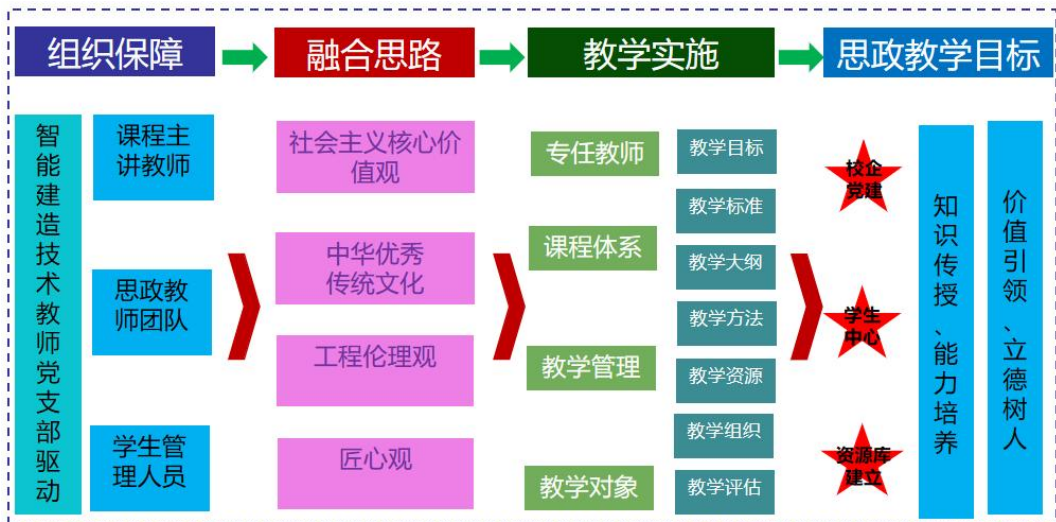 组织保障
融合思路
教学实施
思政教学目标
智能建造技术教师党支部驱动
课程主
讲教师
思政教
师团队
学生管
理人员
社会主义核心价
值观
中华优秀
传统文化
工程伦理观
匠心观
专任教师
课程体系
教学管理
教学对象
教学目标
教学标准
教学大纲
教学方法
教学资源
教学组织
教学评估
校企
党建
学生
中心
资源库
建立
知识传授、能力培养
价值引领、立德树人